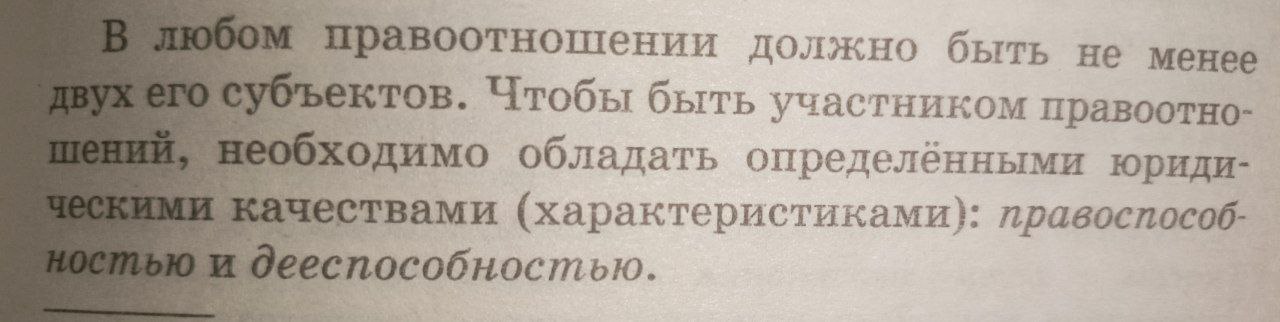 В любом правоотношении должно быть не менее
двух его субъектов. Чтобы быть участником правоотно-
шений, необходимо обладать определёнными юриди-
ческими качествами (характеристиками): правоспособ-
ностью и дееспособностью.